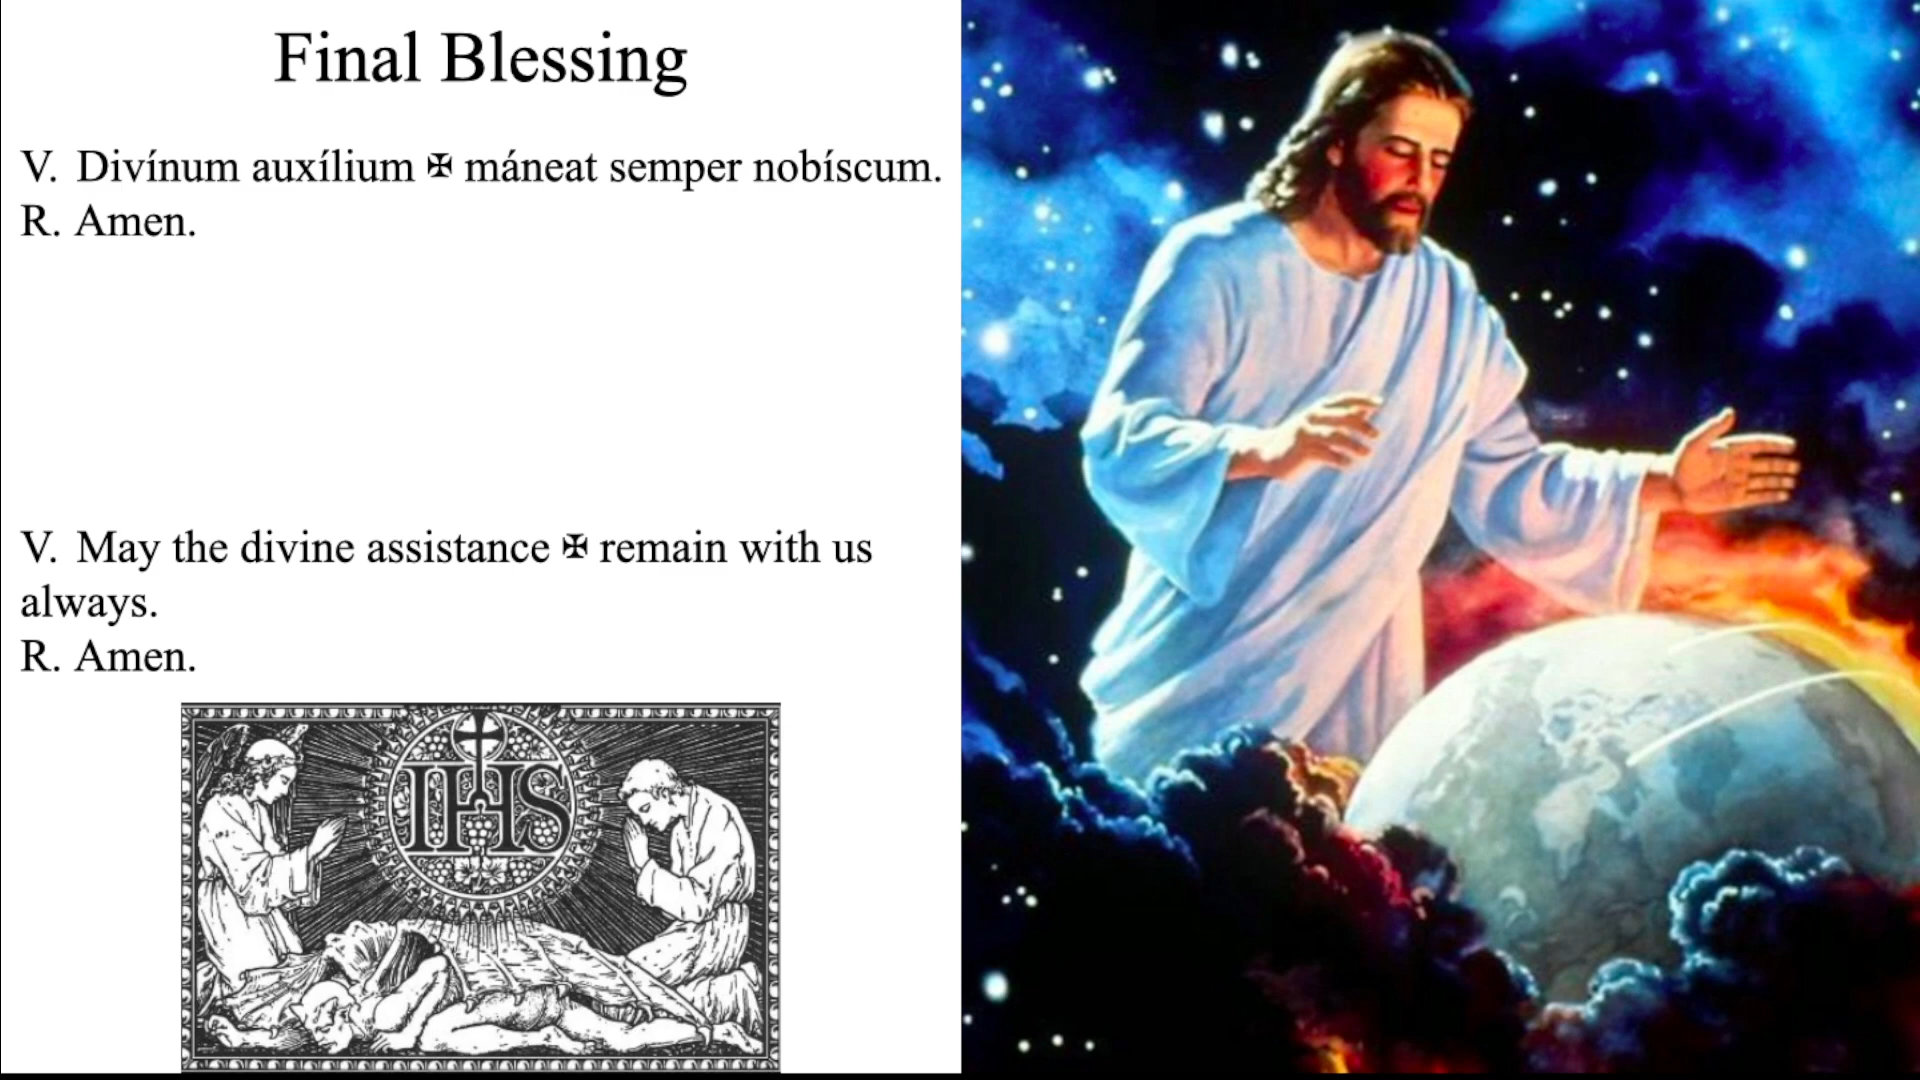 Final Blessing
V. Divínum auxílium ✠ máneat semper nobíscum.
R. Amen.
V. May the divine assistance ✠ remain with us
always.
R. Amen.
IHS